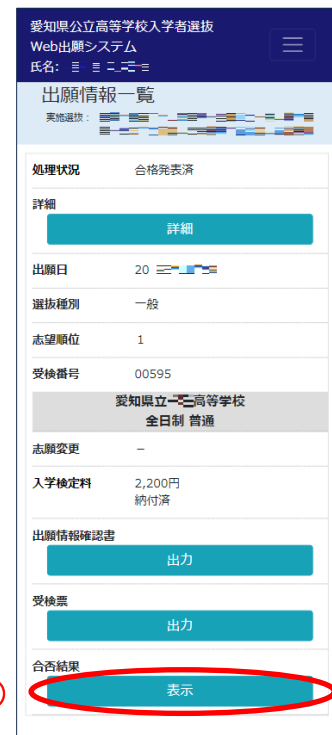 愛知県公立高等学校入学者選抜
Web出願システム
氏名:
出願情報一覧
実施選抜:
処理状況 合格発表済
詳細
詳細
出願日 20
選抜種別 一般
志望順位 1
受検番号 00595
愛知県立 高等学校
全日制 普通
志願変更 −
入学検定料 2,200円
納付済
出願情報確認書
出力
受検票
出力
合否結果
表示